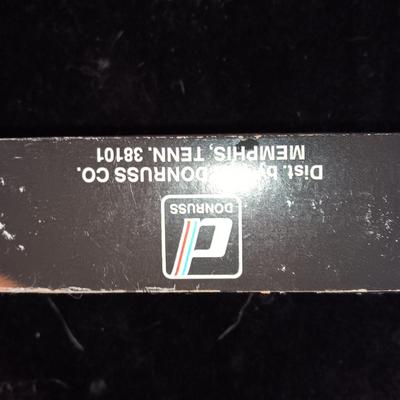 d
DONRUSS
Dist. by DONRUSS CO.
MEMPHIS, TENN. 38101